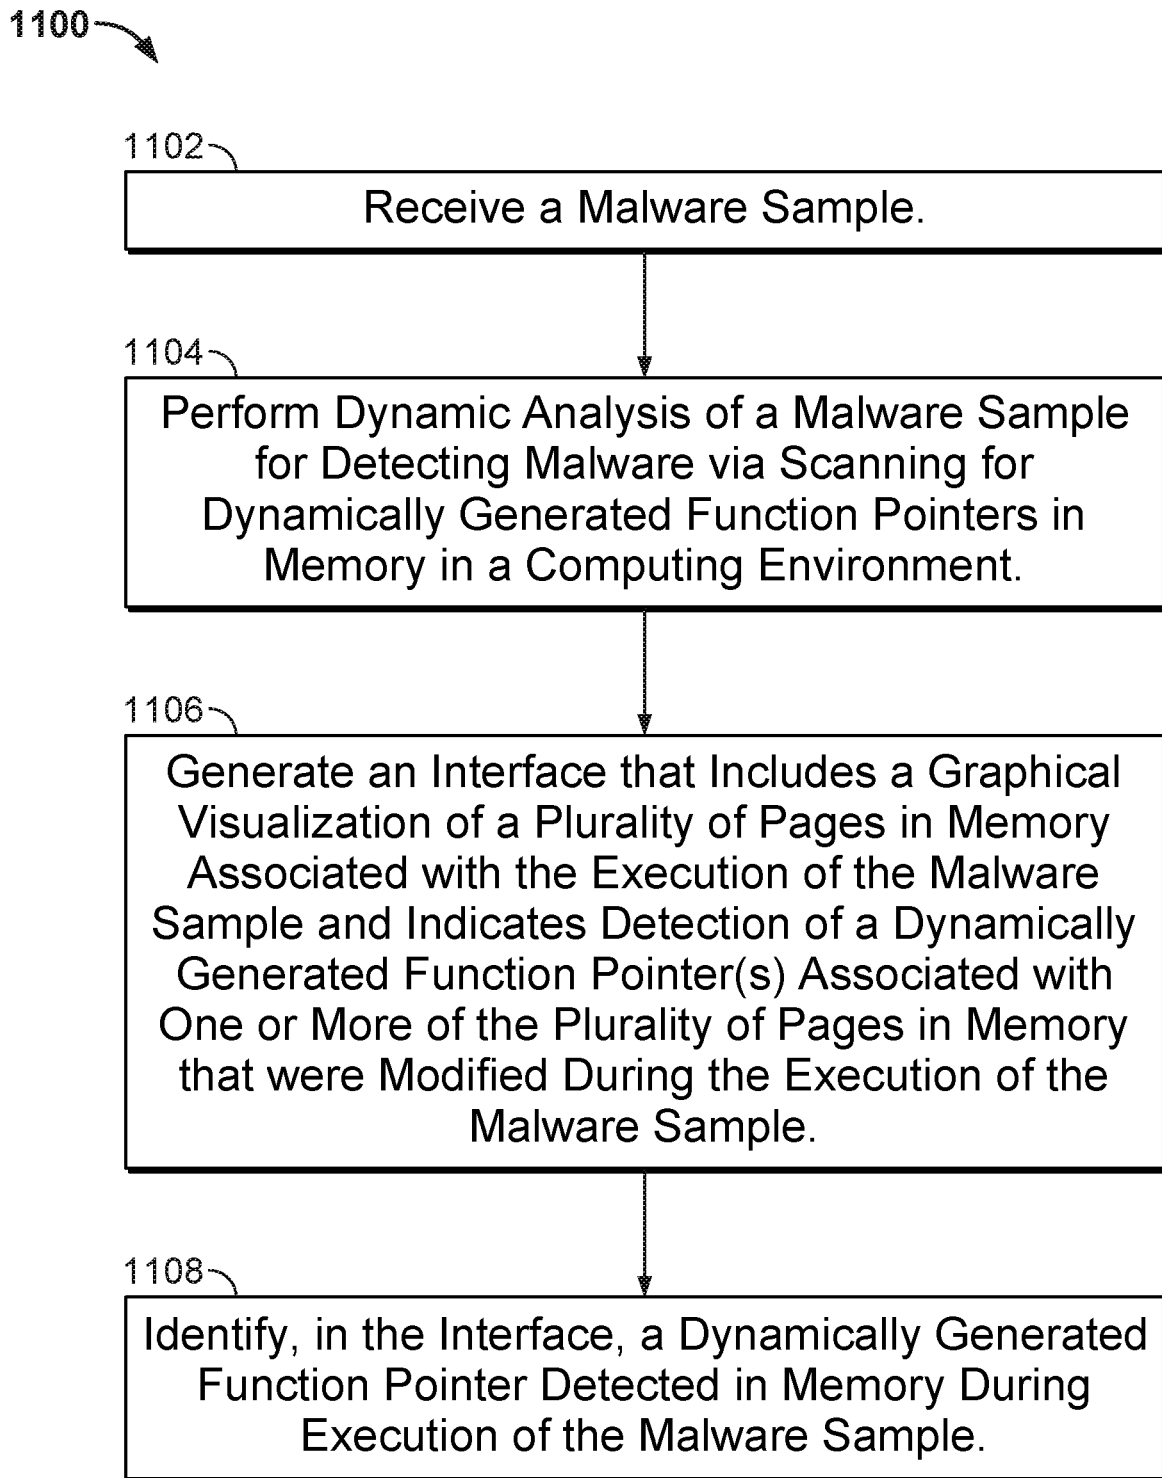 1100
1102
Receive a Malware Sample.
1104
Perform Dynamic Analysis of a Malware Sample
for Detecting Malware via Scanning for
Dynamically Generated Function Pointers in
Memory in a Computing Environment.
1106
Generate an Interface that Includes a Graphical
Visualization of a Plurality of Pages in Memory
Associated with the Execution of the Malware
Sample and Indicates Detection of a Dynamically
Generated Function Pointer(s) Associated with
One or More of the Plurality of Pages in Memory
that were Modified During the Execution of the
Malware Sample.
1108
Identify, in the Interface, a Dynamically Generated
Function Pointer Detected in Memory During
Execution of the Malware Sample.